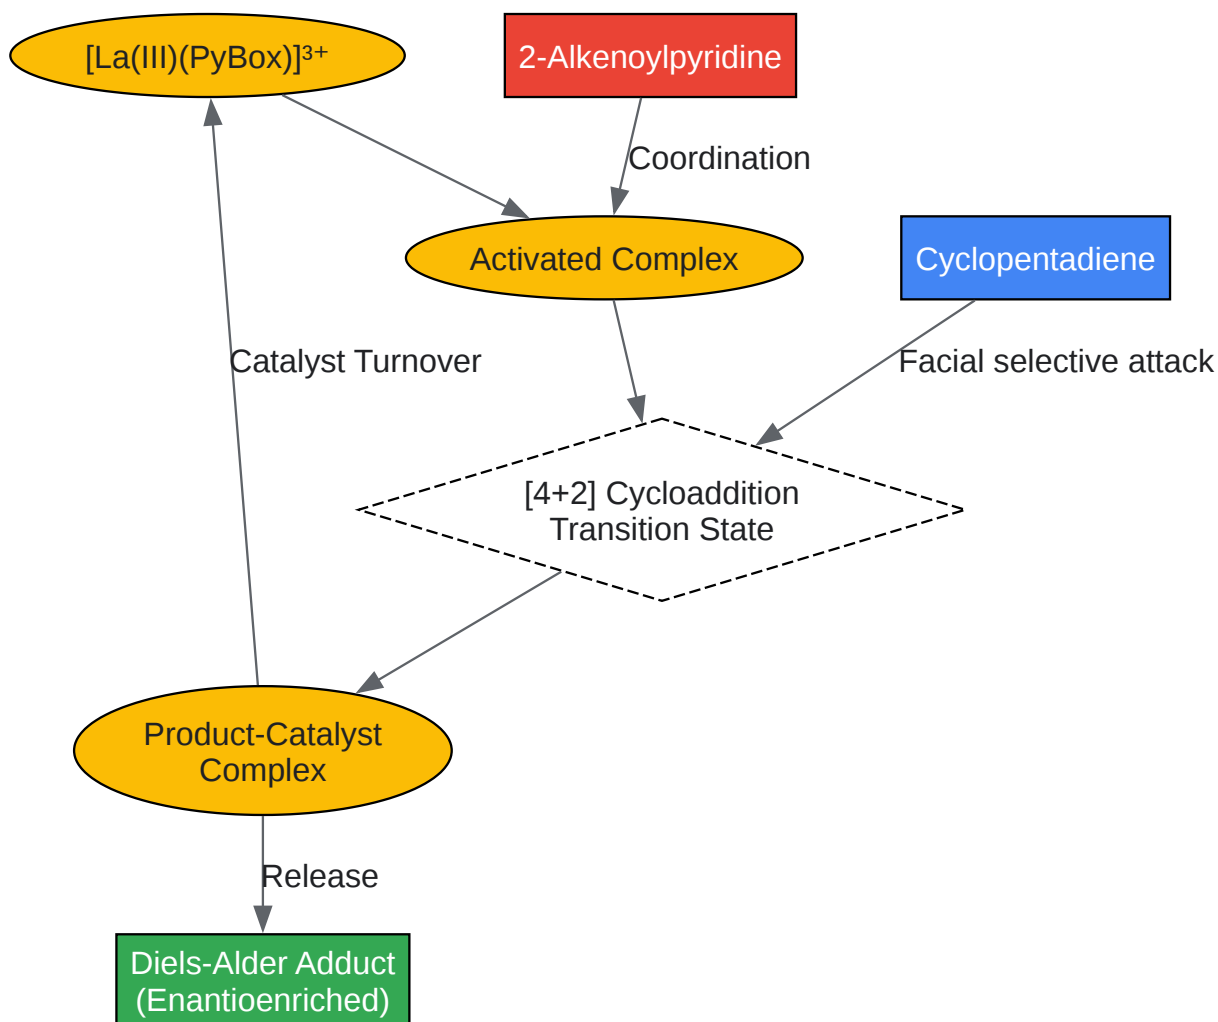 [La(III)(PyBox)]³⁺
2-Alkenoylpyridine
Coordination
Activated Complex
Cyclopentadiene
Catalyst Turnover
Facial selective attack
[4+2] Cycloaddition
Transition State
Product-Catalyst
Complex
Release
Diels-Alder Adduct
(Enantioenriched)